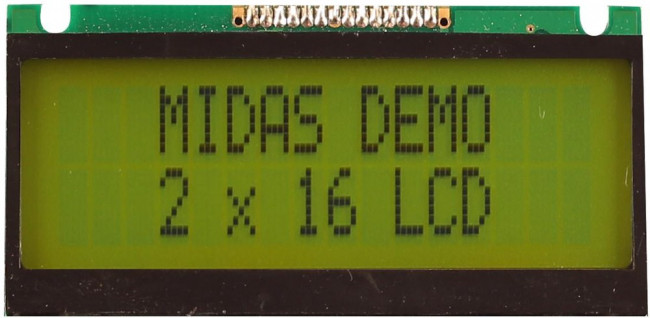 MIDAS DEMO
2 x 16 LCD